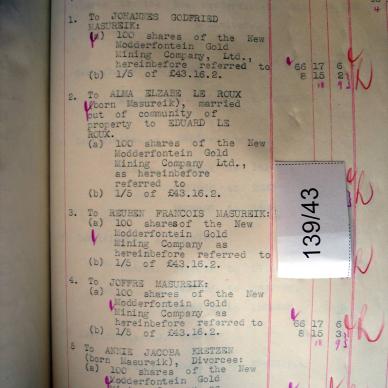 1. To JOHANNES GODFRIED
MASUREIK:
(a) 100 shares of the New
Modderfontein Gold
Mining Company, Ltd.,
hereinbefore referred to 66 17 6
(b) 1/5 of £43.16.2. 8 15 2
2. To ALMA ELZABE LE ROUX
(born Masureik), married
out of community of
property to EDUARD LE
ROUX.
(a) 100 shares of the New
Modderfontein Gold
Mining Company Ltd.,
as hereinbefore
referred to
(b) 1/5 of £43.16.2.
139/43
3. To REUBEN FRANCOIS MASUREIK:
(a) 100 shares of the New
Modderfontein Gold
Mining Company as
hereinbefore referred to
(b) 1/5 of £43.16.2.
4. To JOFFRE MASUREIK:
(a) 100 shares of the New
Modderfontein Gold
Mining Company as
hereinbefore referred to 66 17 6
(b) 1/5 of £43.16.2. 8 15 3
5 To ANNIE JACOBA KRETZEN
(born Masureik), Divorcee:
(a) 100 shares of the New
Modderfontein Gold